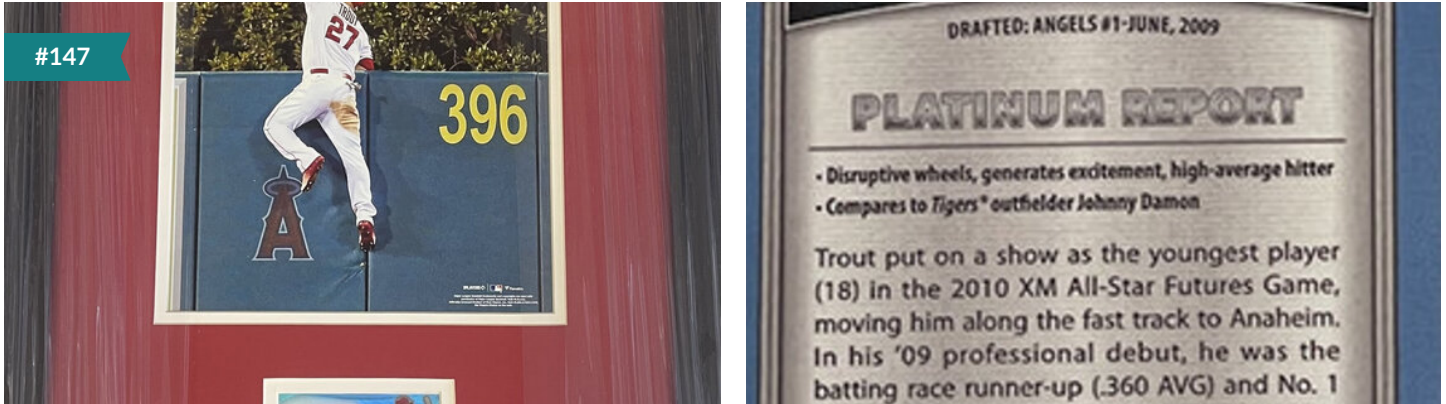 #147
TROUT
27
396
A
DRAFTED: ANGELS #1-JUNE, 2009
PLATINUM REPORT
• Disruptive wheels, generates excitement, high-average hitter
• Compares to Tigers® outfielder Johnny Damon
Trout put on a show as the youngest player
(18) in the 2010 XM All-Star Futures Game,
moving him along the fast track to Anaheim.
In his '09 professional debut, he was the
batting race runner-up (.360 AVG) and No. 1